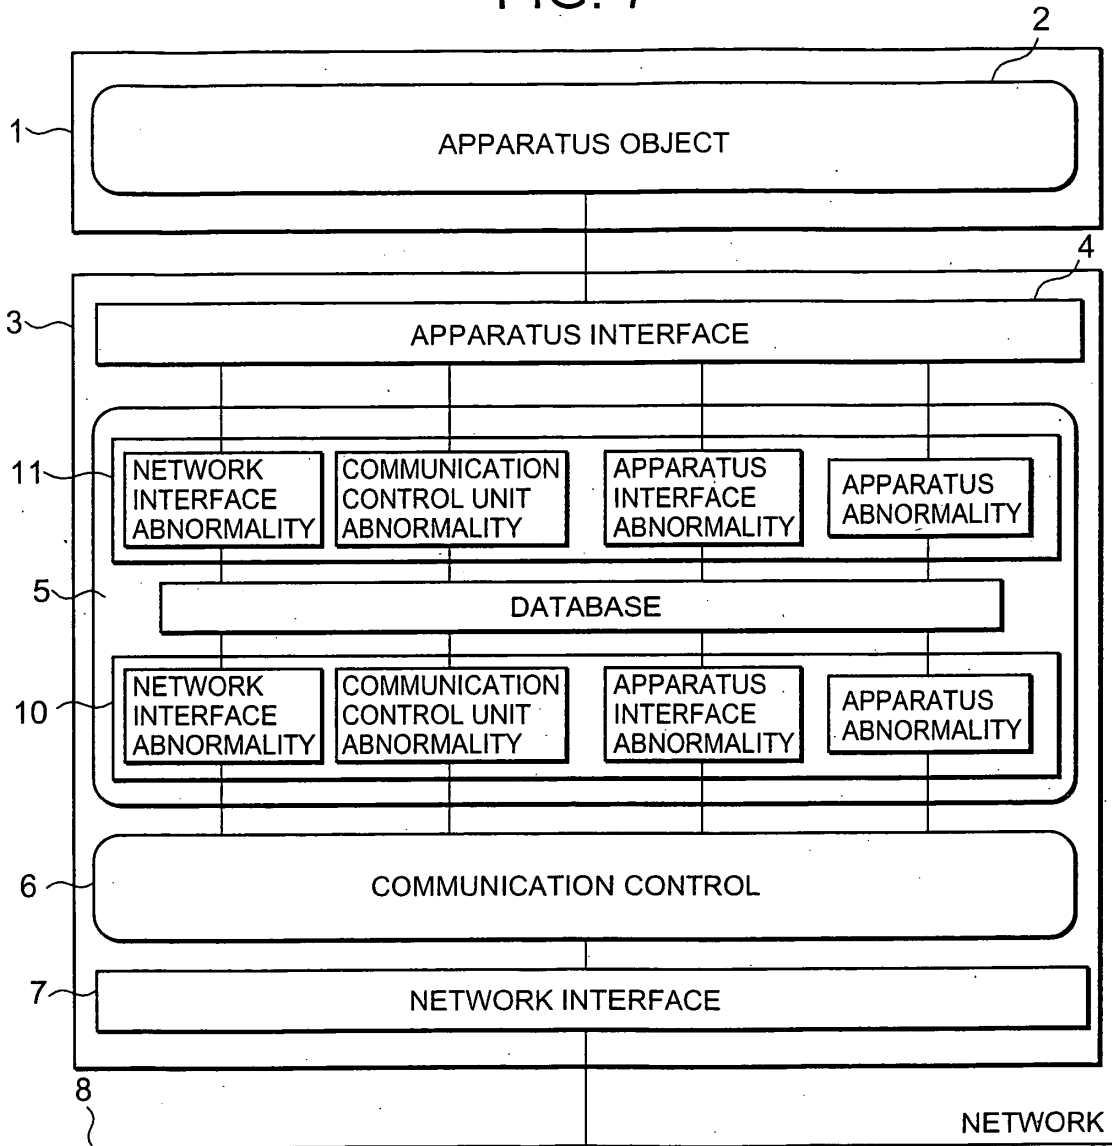 FIG. 7
2
1
APPARATUS OBJECT
4
3
APPARATUS INTERFACE
11
NETWORK
INTERFACE
ABNORMALITY
COMMUNICATION
CONTROL UNIT
ABNORMALITY
APPARATUS
INTERFACE
ABNORMALITY
APPARATUS
ABNORMALITY
5
DATABASE
10
NETWORK
INTERFACE
ABNORMALITY
COMMUNICATION
CONTROL UNIT
ABNORMALITY
APPARATUS
INTERFACE
ABNORMALITY
APPARATUS
ABNORMALITY
6
COMMUNICATION CONTROL
7
NETWORK INTERFACE
8
NETWORK